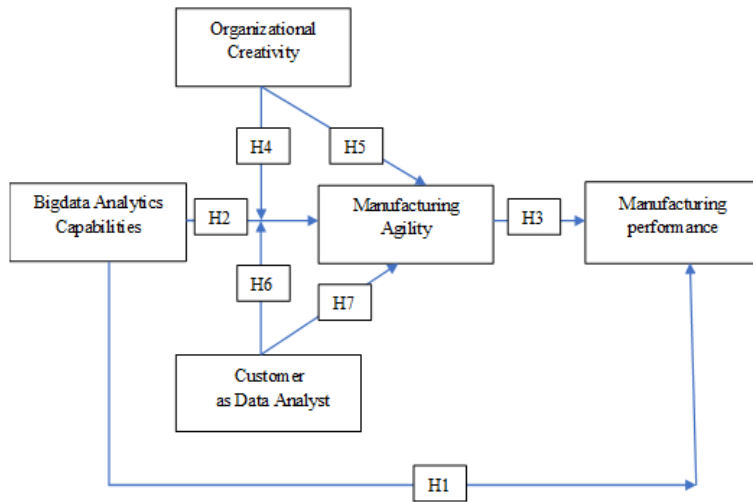 Organizational
Creativity
H4
H5
Bigdata Analytics
Capabilities
H2
Manufacturing
Agility
H3
Manufacturing
performance
H6
H7
Customer
as Data Analyst
H1